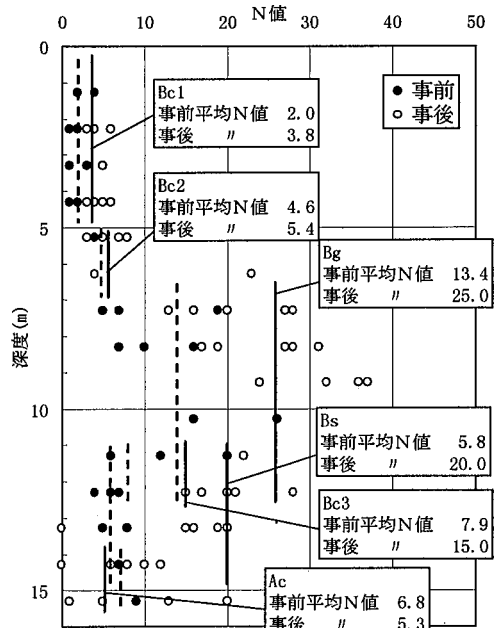 N値
0
10
20
30
40
50
0
5
10
15
深度(m)
● 事前
○ 事後
Bc1
事前平均N値 2.0
事後 〃 3.8
Bc2
事前平均N値 4.6
事後 〃 5.4
Bg
事前平均N値 13.4
事後 〃 25.0
Bs
事前平均N値 5.8
事後 〃 20.0
Bc3
事前平均N値 7.9
事後 〃 15.0
Ac
事前平均N値 6.8
事後 〃 5.3